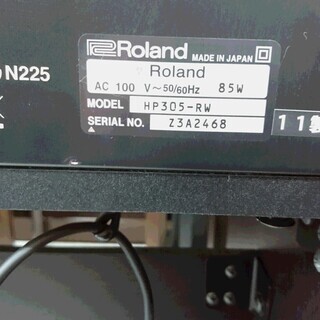 Roland MADE IN JAPAN
Roland
AC 100 V～50/60Hz 85W
MODEL HP305-RW
SERIAL NO. Z3A2468
N225
11